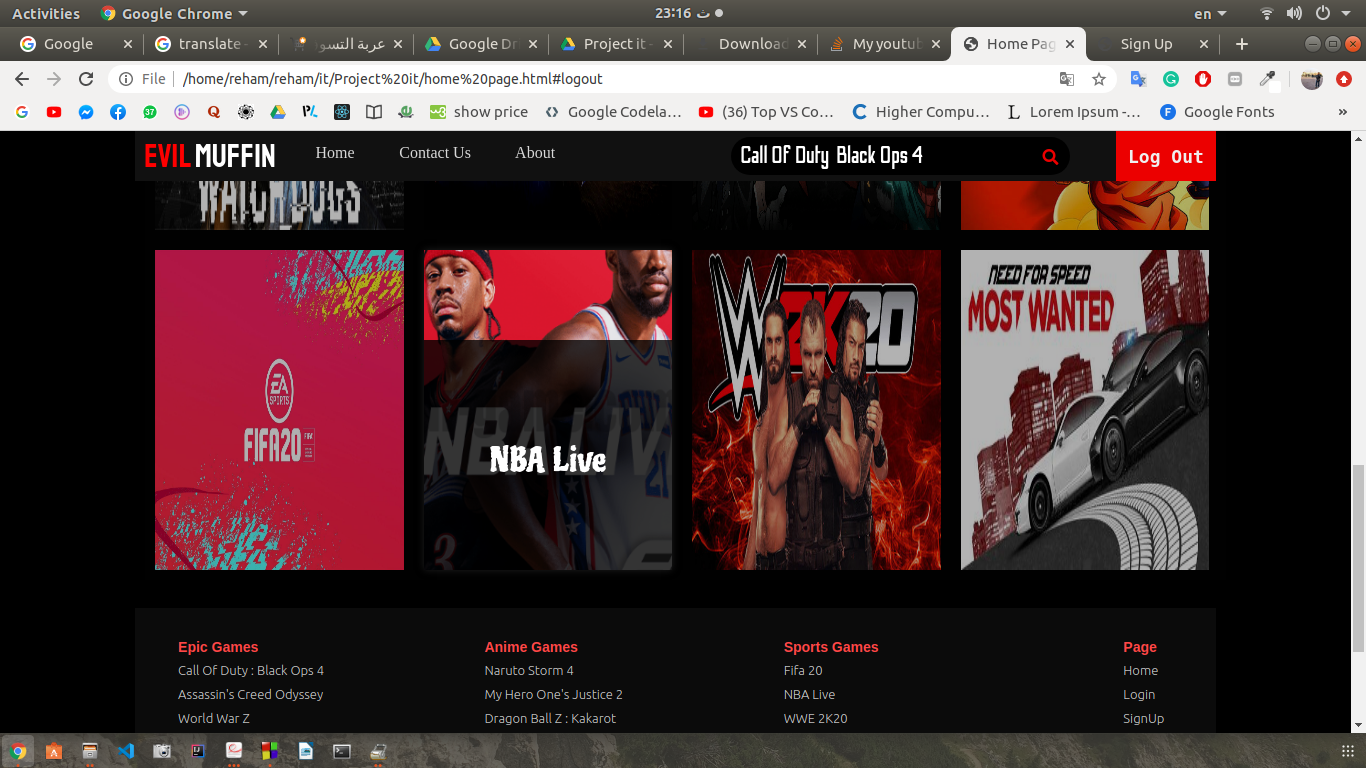 Activities
Google Chrome
23:16 ث
en
Google
translate -
عربة التسو
Google Dr
Project it -
Download
My youtub
Home Pag
Sign Up
File
/home/reham/reham/it/Project%20it/home%20page.html#logout
show price
Google Codela…
(36) Top VS Co…
Higher Compu…
Lorem Ipsum -…
Google Fonts
»
EVIL MUFFIN
Home
Contact Us
About
Call Of Duty Black Ops 4
Log Out
WATCH DOGS
EA
SPORTS
FIFA20
NBA LIVE
NBA Live
W 2K20
NEED FOR SPEED
MOST WANTED
Epic Games
Anime Games
Sports Games
Page
Call Of Duty : Black Ops 4
Naruto Storm 4
Fifa 20
Home
Assassin's Creed Odyssey
My Hero One's Justice 2
NBA Live
Login
World War Z
Dragon Ball Z : Kakarot
WWE 2K20
SignUp